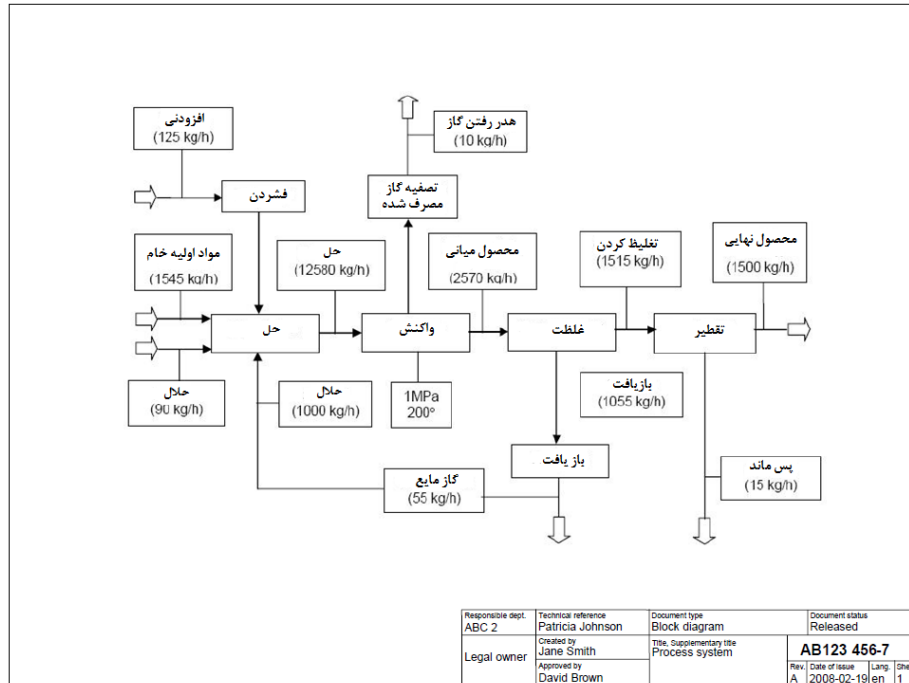 افزودنی
(125 kg/h)
هدر رفتن گاز
(10 kg/h)
فشردن
تصفیه گاز
مصرف شده
مواد اولیه خام
(1545 kg/h)
حل
(12580 kg/h)
محصول میانی
(2570 kg/h)
تغلیظ کردن
(1515 kg/h)
محصول نهایی
(1500 kg/h)
حل
واکنش
غلظت
تقطیر
حلال
(90 kg/h)
حلال
(1000 kg/h)
1MPa
200º
بازیافت
(1055 kg/h)
باز یافت
گاز مایع
(55 kg/h)
پس ماند
(15 kg/h)
Responsible dept.
ABC 2
Technical reference
Patricia Johnson
Document type
Block diagram
Document status
Released
Legal owner
Created by
Jane Smith
Approved by
David Brown
Title, Supplementary title
Process system
AB123 456-7
Rev.
A
Date of issue
2008-02-19
Lang.
en
She
1